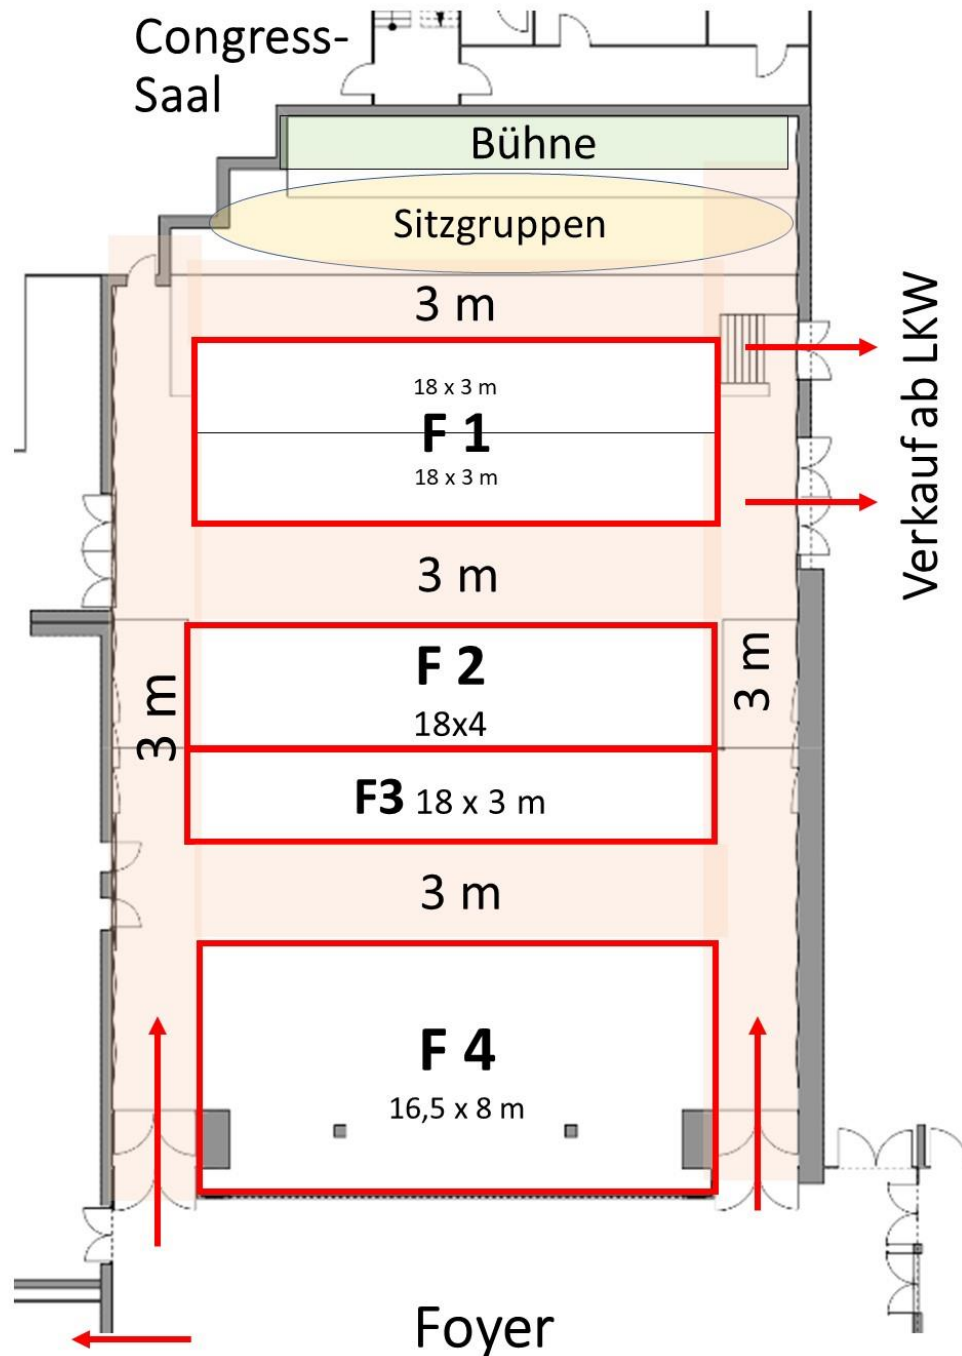 Congress-
Saal
Bühne
Sitzgruppen
3 m
18 x 3 m
F 1
18 x 3 m
Verkauf ab LKW
3 m
F 2
18x4
3 m
3 m
F3 18 x 3 m
3 m
F 4
16,5 x 8 m
Foyer